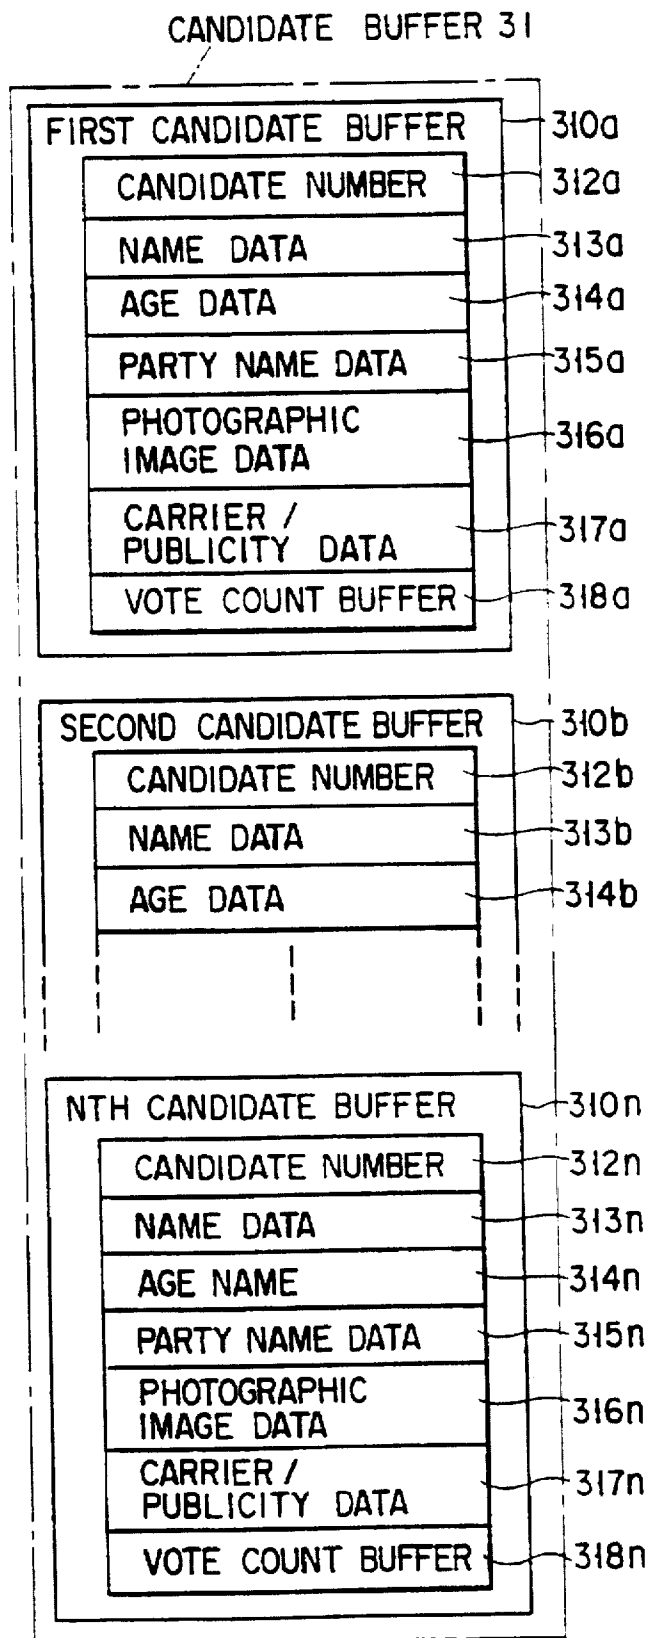 CANDIDATE BUFFER 31
FIRST CANDIDATE BUFFER 310a
CANDIDATE NUMBER 312a
NAME DATA 313a
AGE DATA 314a
PARTY NAME DATA 315a
PHOTOGRAPHIC
IMAGE DATA 316a
CARRIER /
PUBLICITY DATA 317a
VOTE COUNT BUFFER 318a
SECOND CANDIDATE BUFFER 310b
CANDIDATE NUMBER 312b
NAME DATA 313b
AGE DATA 314b
NTH CANDIDATE BUFFER 310n
CANDIDATE NUMBER 312n
NAME DATA 313n
AGE NAME 314n
PARTY NAME DATA 315n
PHOTOGRAPHIC
IMAGE DATA 316n
CARRIER /
PUBLICITY DATA 317n
VOTE COUNT BUFFER 318n